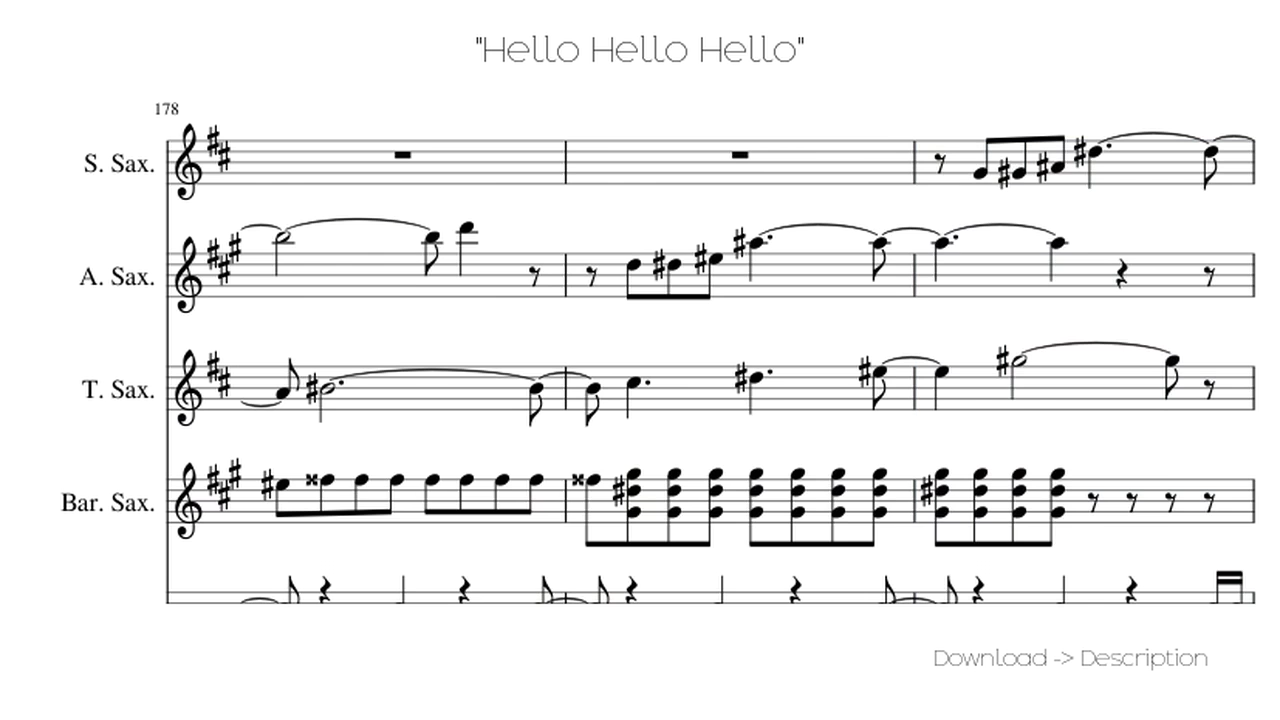 "Hello Hello Hello"
178
S. Sax.
A. Sax.
T. Sax.
Bar. Sax.
Download -> Description